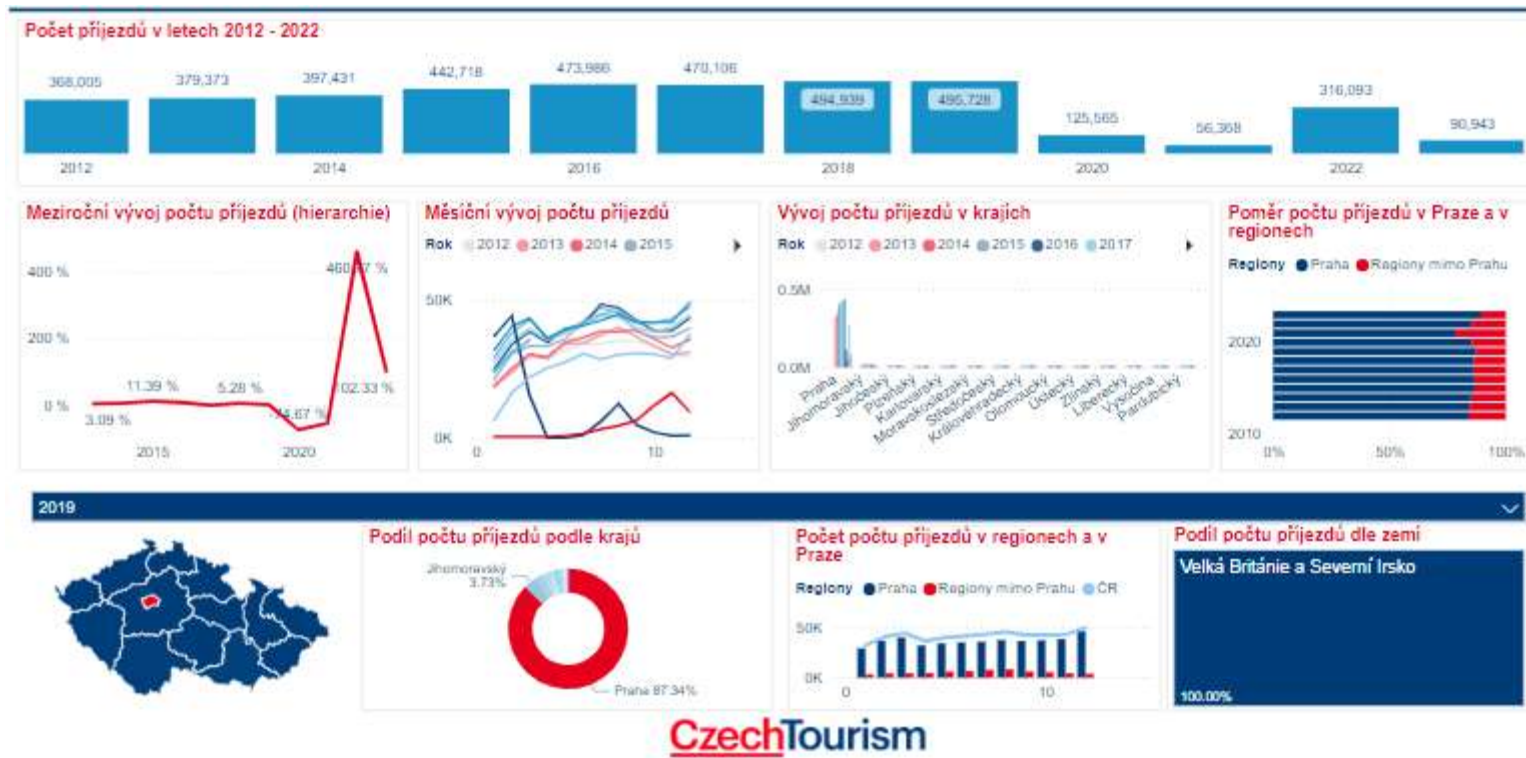 Počet příjezdů v letech 2012 - 2022
368,005
379,373
397,431
442,718
473,986
470,106
494,939
495,728
125,565
56,368
316,093
90,943
2012
2014
2016
2018
2020
2022
Meziroční vývoj počtu příjezdů (hierarchie)
400 %
200 %
0 %
3.09 %
11.39 %
5.28 %
2015
2020
Měsíční vývoj počtu příjezdů
Rok 2012 2013 2014 2015
50K
0K
0
10
Vývoj počtu příjezdů v krajích
Rok 2012 2013 2014 2015 2016 2017
0.5M
0.0M
Praha
Jihomoravský
Jihočeský
Plzeňský
Karlovarský
Moravskoslezský
Středočeský
Královéhradecký
Olomoucký
Ústecký
Zlínský
Liberecký
Vysočina
Pardubický
Poměr počtu příjezdů v Praze a v
regionech
Regiony Praha Regiony mimo Prahu
2020
2010
0%
50%
100%
2019
Podíl počtu příjezdů podle krajů
Jihomoravský
3.73%
Praha 87.34%
Počet počtu příjezdů v regionech a v
Praze
Regiony Praha Regiony mimo Prahu ČR
50K
0K
0
10
Podíl počtu příjezdů dle zemí
Velká Británie a Severní Irsko
100.00%
CzechTourism